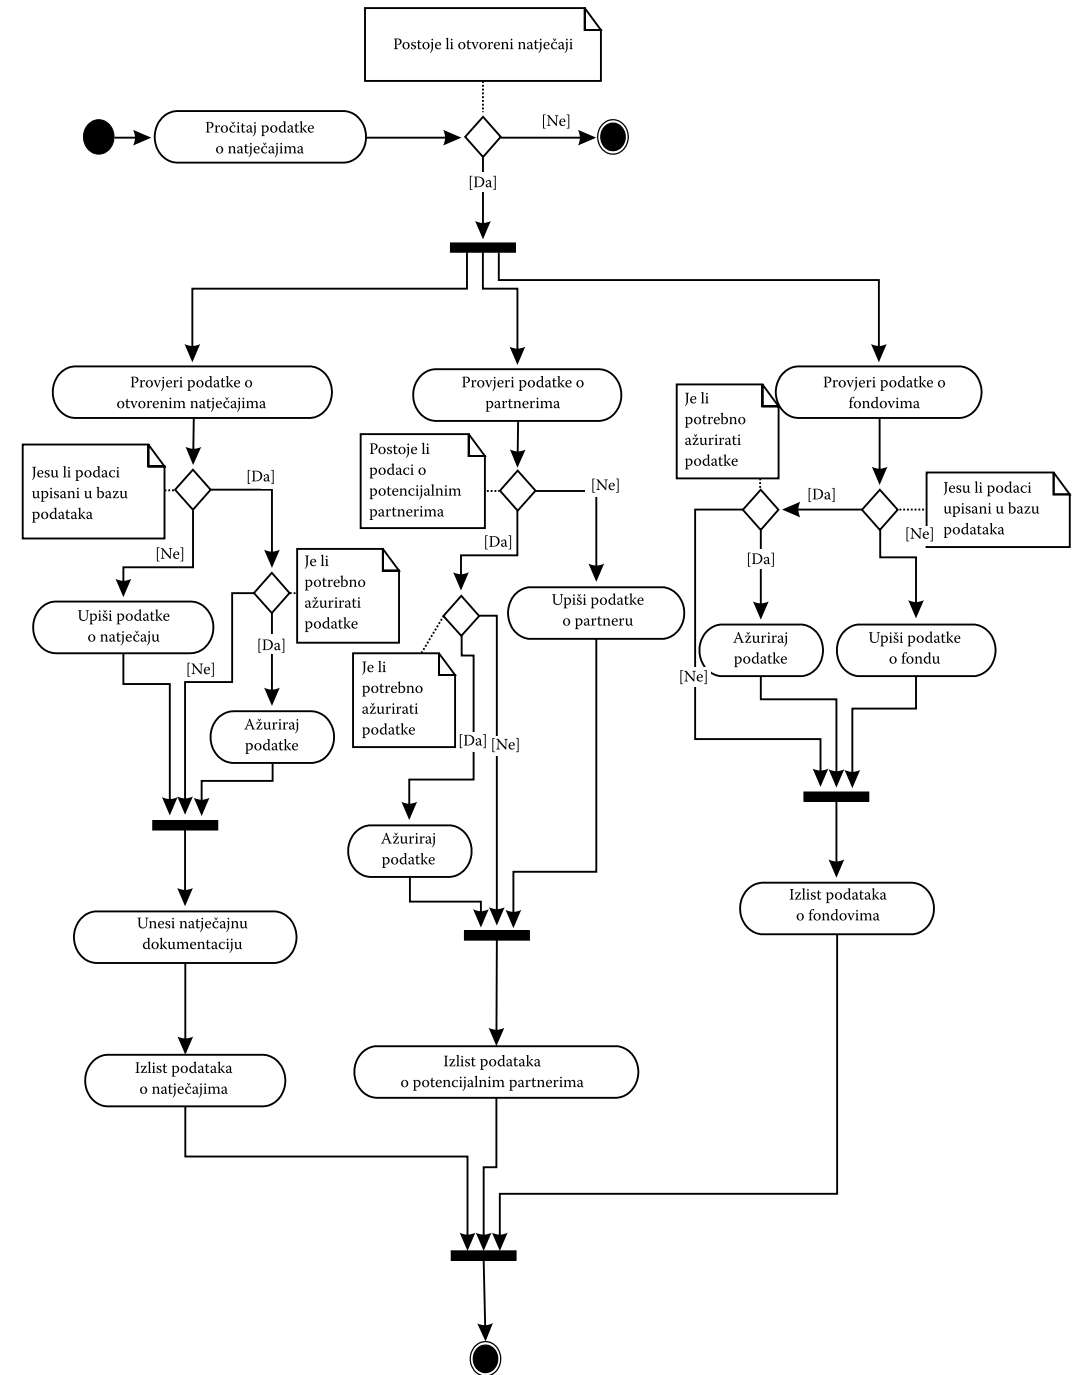 Postoje li otvoreni natječaji
Pročitaj podatke
o natječajima
[Ne]
[Da]
Provjeri podatke o
otvorenim natječajima
Provjeri podatke o
partnerima
Provjeri podatke o
fondovima
Je li
potrebno
ažurirati
podatke
Jesu li podaci
upisani u bazu
podataka
[Da]
[Ne]
Postoje li
podaci o
potencijalnim
partnerima
[Ne]
[Da]
[Da]
[Ne]
Jesu li podaci
upisani u bazu
podataka
Je li
potrebno
ažurirati
podatke
[Da]
Upiši podatke
o natječaju
[Ne]
[Da]
Upiši podatke
o partneru
Ažuriraj
podatke
Upiši podatke
o fondu
[Ne]
Je li
potrebno
ažurirati
podatke
[Da]
[Ne]
Ažuriraj
podatke
Ažuriraj
podatke
Unesi natječajnu
dokumentaciju
Izlist podataka
o fondovima
Izlist podataka
o natječajima
Izlist podataka
o potencijalnim partnerima